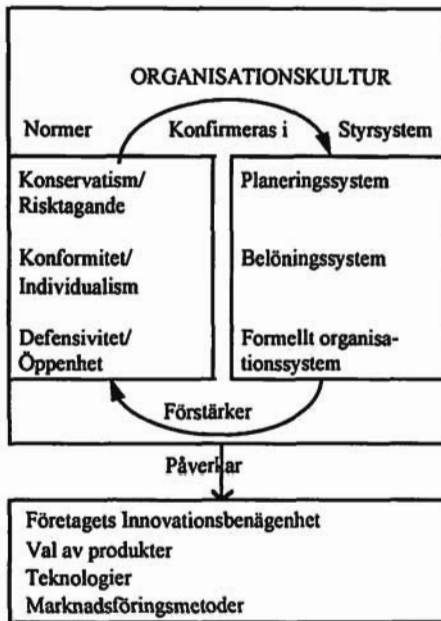 ORGANISATIONSKULTUR
Normer
Konfirmeras i
Styrsystem
Konservatism/
Risktagande
Konformitet/
Individualism
Defensivitet/
Öppenhet
Planeringssystem
Belöningssystem
Formellt organisa-
tionssystem
Förstärker
Påverkar
Företagets Innovationsbenägenhet
Val av produkter
Teknologier
Marknadsföringsmetoder